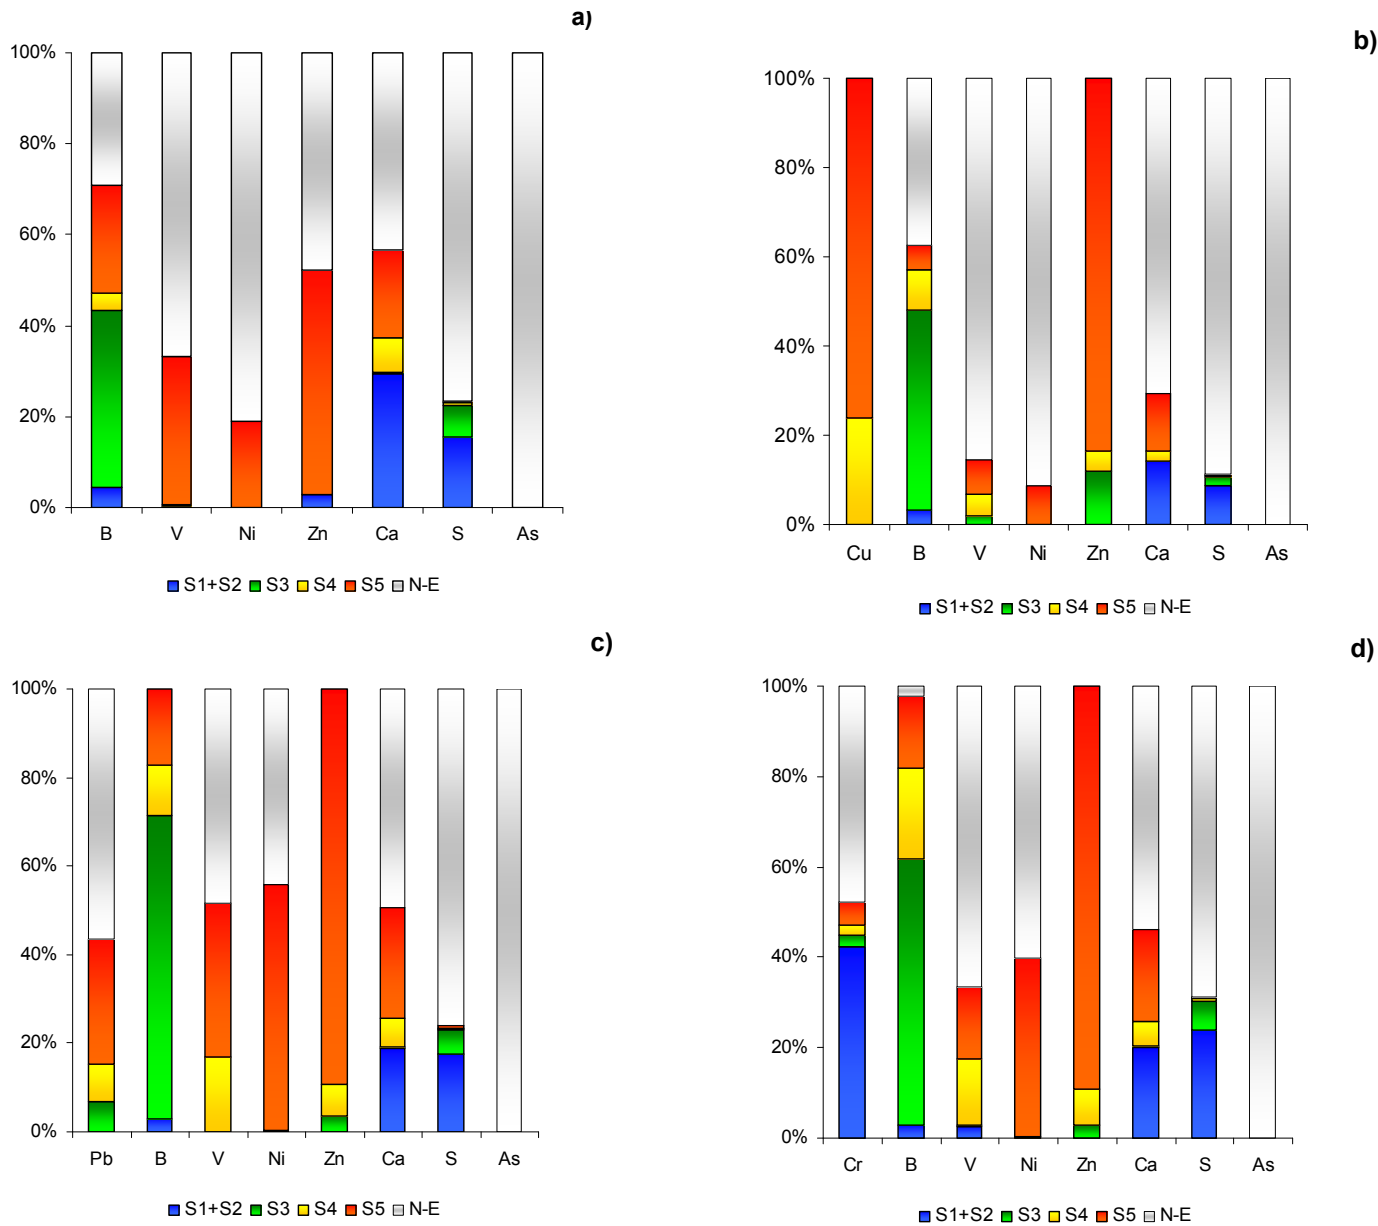 a)
100%
80%
60%
40%
20%
0%
B V Ni Zn Ca S As
S1+S2 S3 S4 S5 N-E
b)
100%
80%
60%
40%
20%
0%
Cu B V Ni Zn Ca S As
S1+S2 S3 S4 S5 N-E
c)
100%
80%
60%
40%
20%
0%
Pb B V Ni Zn Ca S As
S1+S2 S3 S4 S5 N-E
d)
100%
80%
60%
40%
20%
0%
Cr B V Ni Zn Ca S As
S1+S2 S3 S4 S5 N-E